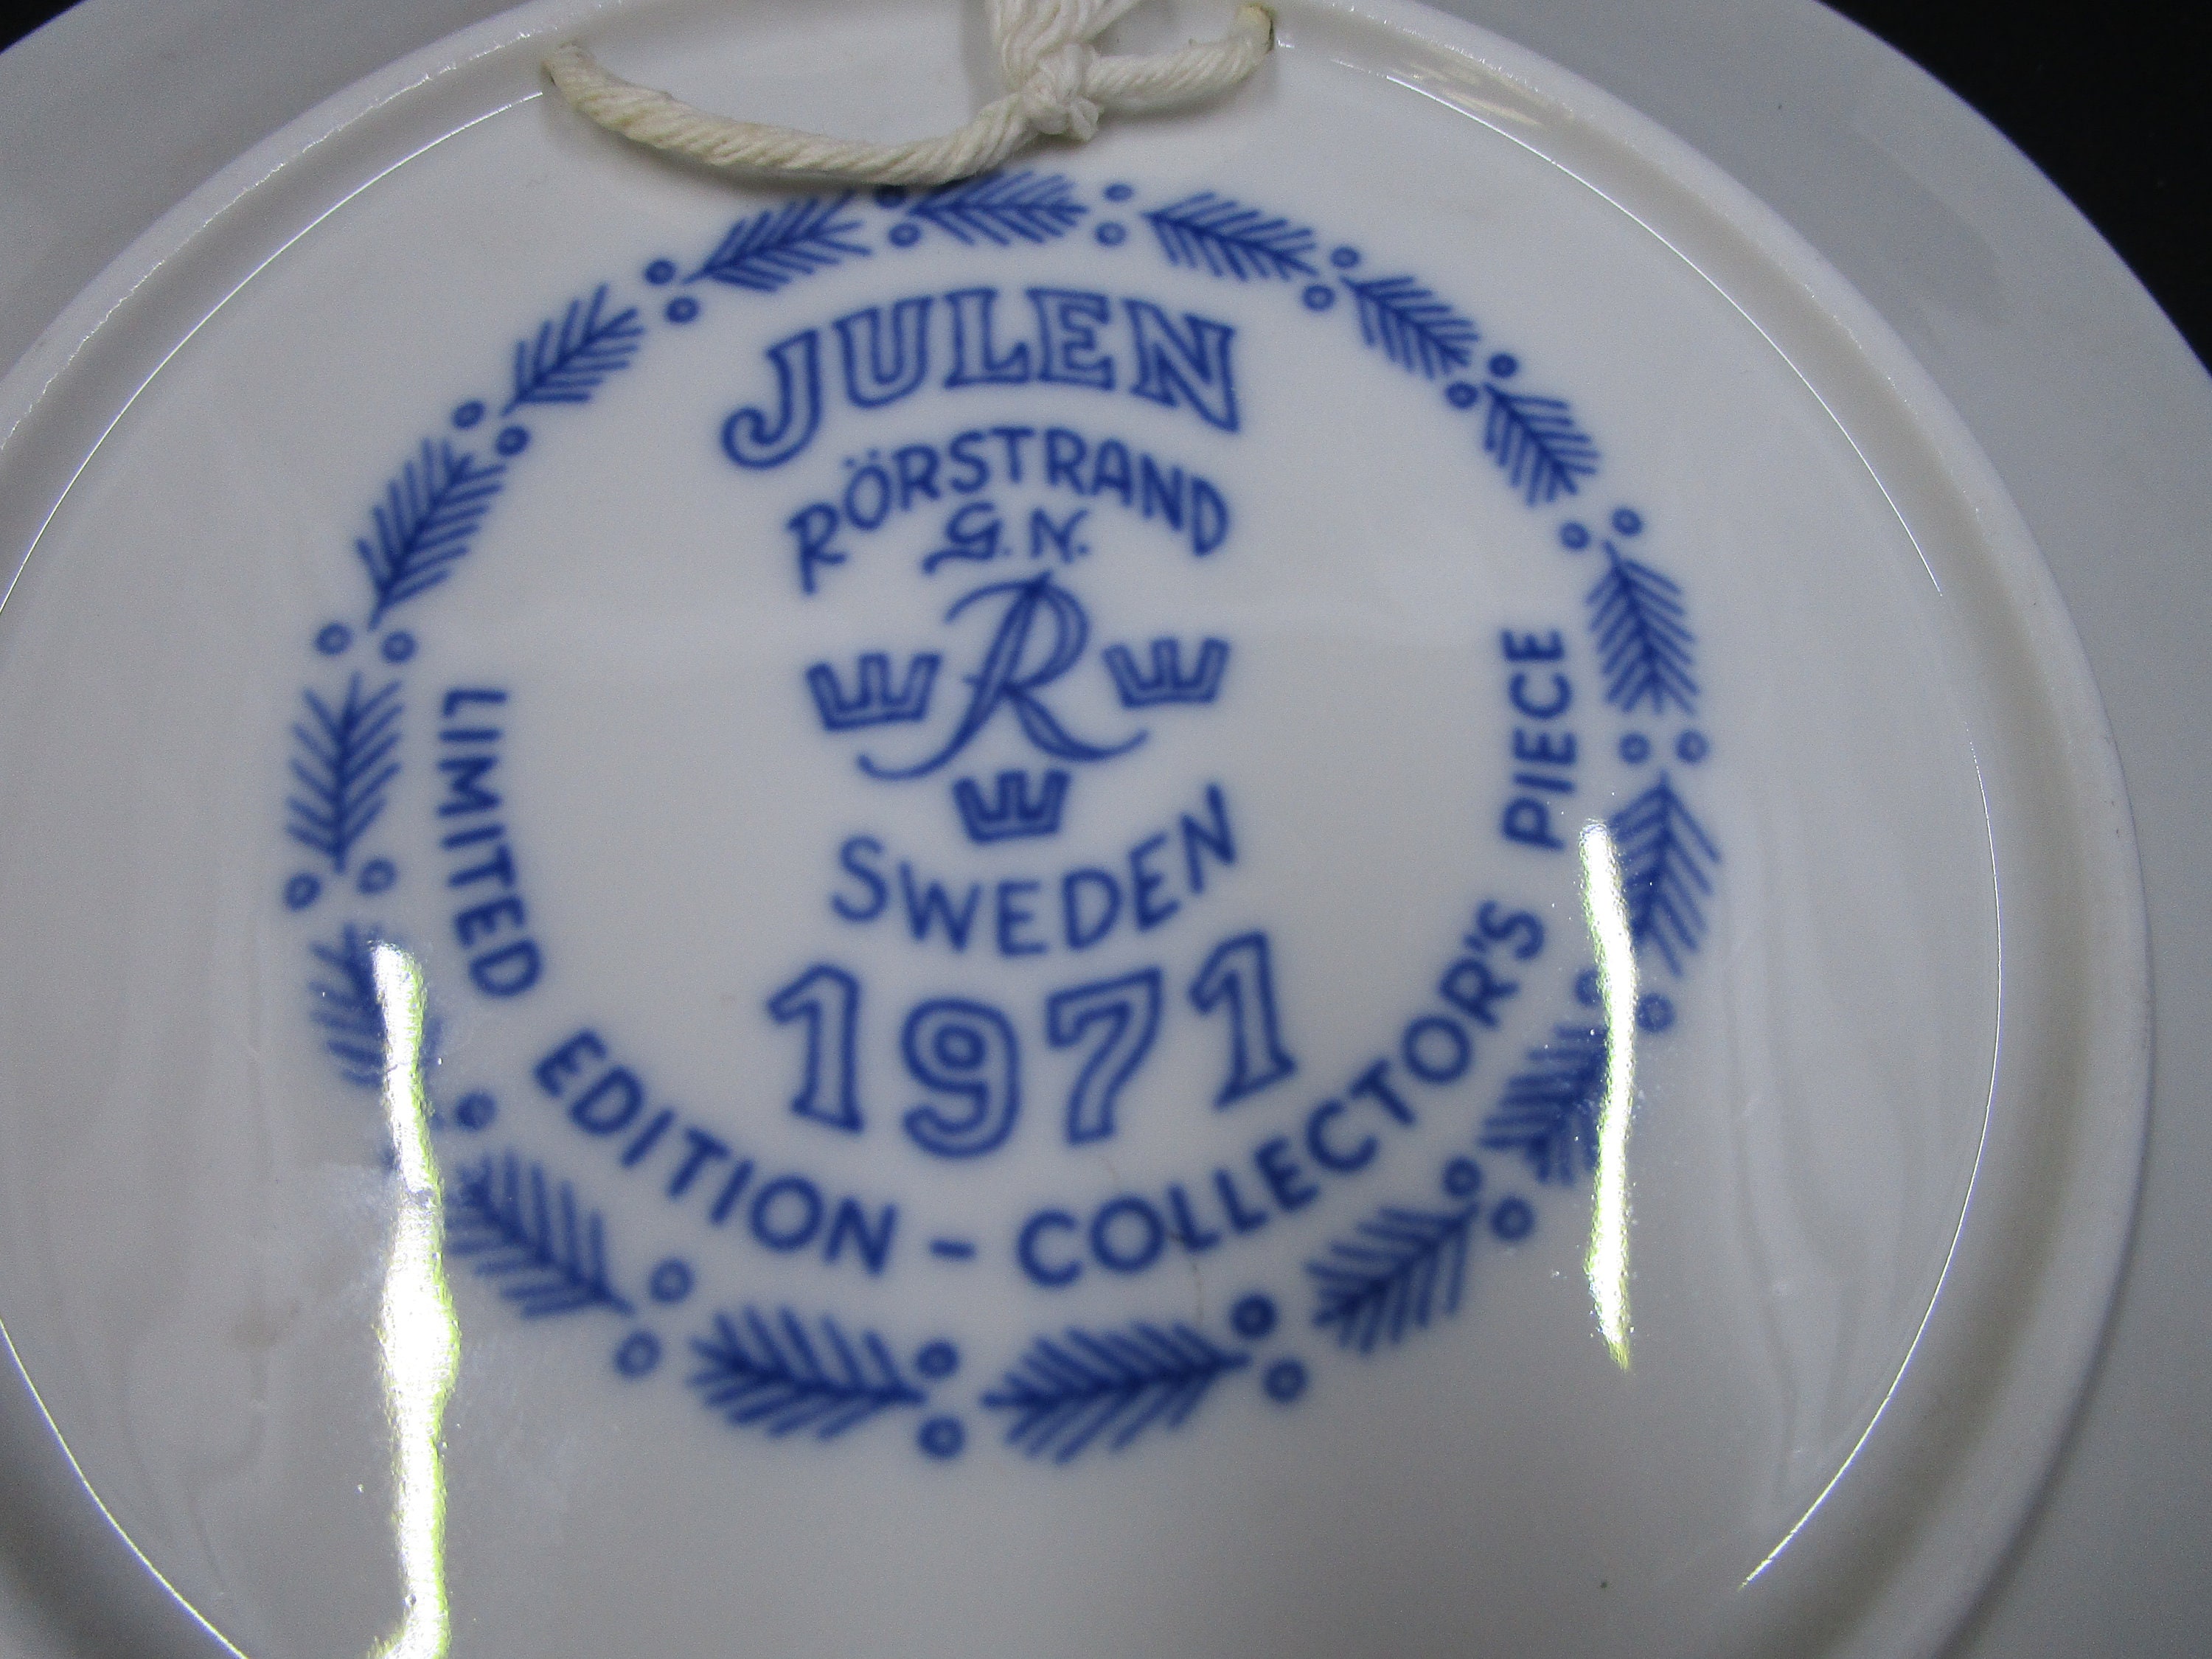 JULEN
RÖRSTRAND
G.N.
R
SWEDEN
1971
LIMITED EDITION - COLLECTOR'S PIECE